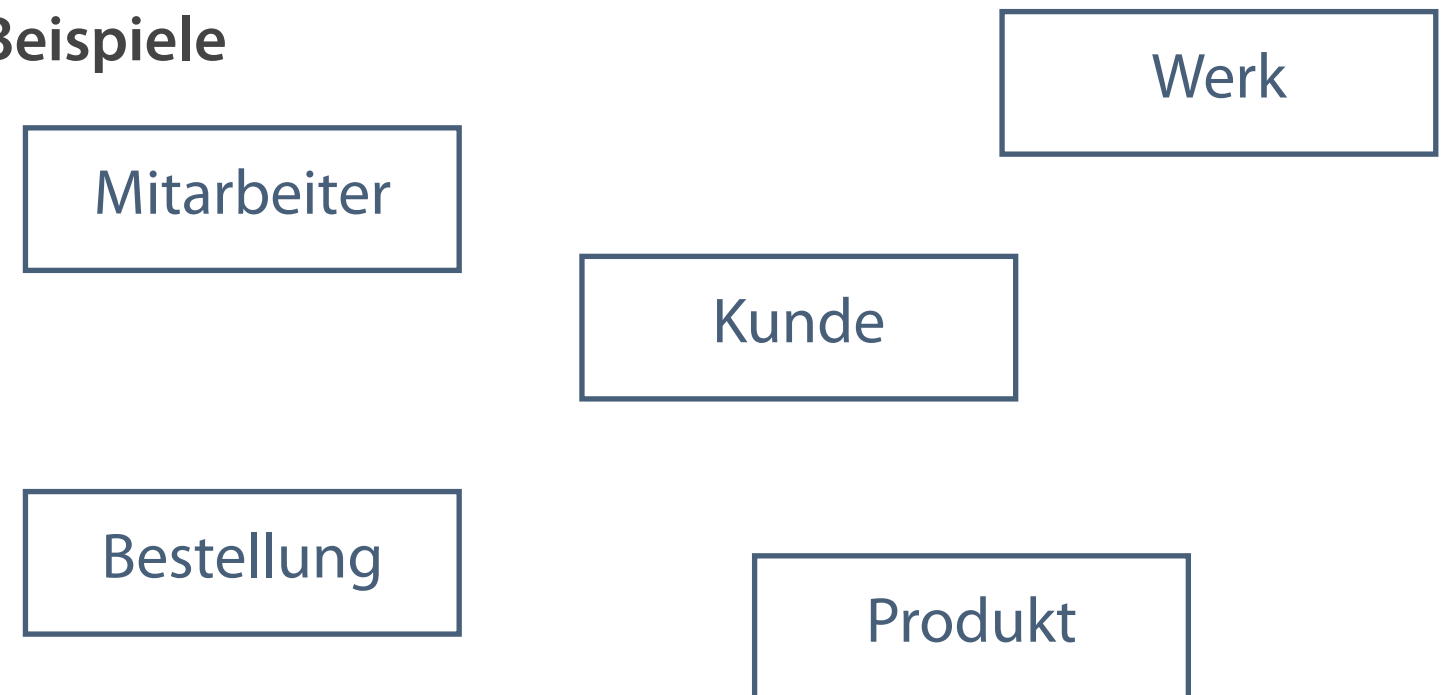 Beispiele
Werk
Mitarbeiter
Kunde
Bestellung
Produkt